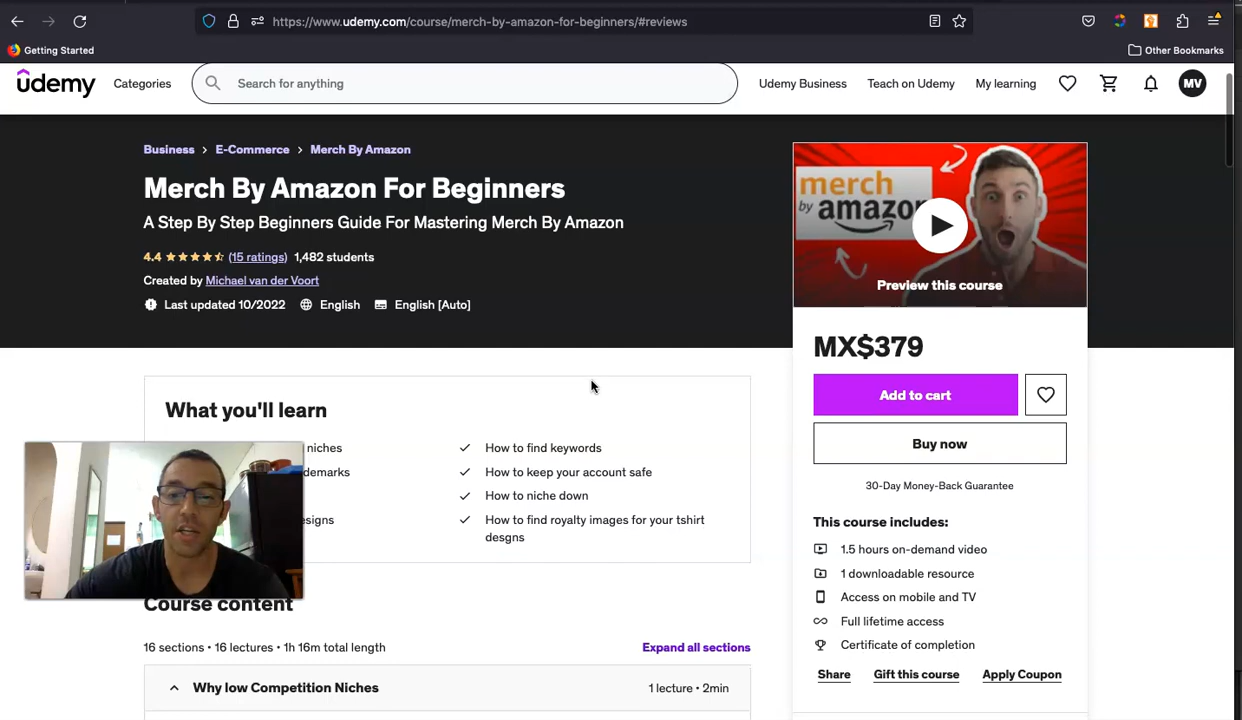 https://www.udemy.com/course/merch-by-amazon-for-beginners/#reviews
Getting Started
Other Bookmarks
udemy
Categories
Search for anything
Udemy Business
Teach on Udemy
My learning
MV
Business > E-Commerce > Merch By Amazon
Merch By Amazon For Beginners
A Step By Step Beginners Guide For Mastering Merch By Amazon
4.4 (15 ratings) 1,482 students
Created by Michael van der Voort
Last updated 10/2022 English English [Auto]
merch
by amazon
Preview this course
MX$379
Add to cart
Buy now
30-Day Money-Back Guarantee
This course includes:
1.5 hours on-demand video
1 downloadable resource
Access on mobile and TV
Full lifetime access
Certificate of completion
Share Gift this course Apply Coupon
What you'll learn
niches
How to find keywords
demarks
How to keep your account safe
How to niche down
esigns
How to find royalty images for your tshirt
desgns
Course content
16 sections • 16 lectures • 1h 16m total length
Expand all sections
Why low Competition Niches
1 lecture • 2min